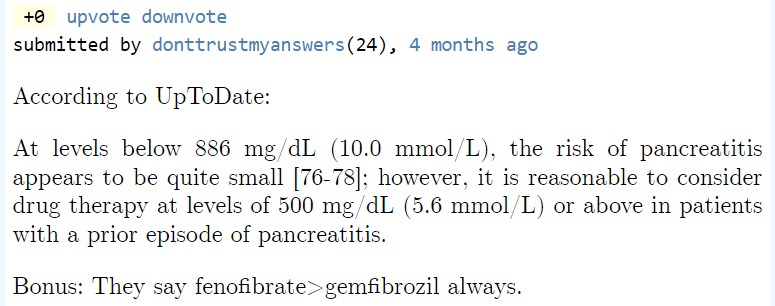 +0 upvote downvote
submitted by donttrustmyanswers(24), 4 months ago
According to UpToDate:
At levels below 886 mg/dL (10.0 mmol/L), the risk of pancreatitis
appears to be quite small [76-78]; however, it is reasonable to consider
drug therapy at levels of 500 mg/dL (5.6 mmol/L) or above in patients
with a prior episode of pancreatitis.
Bonus: They say fenofibrate>gemfibrozil always.